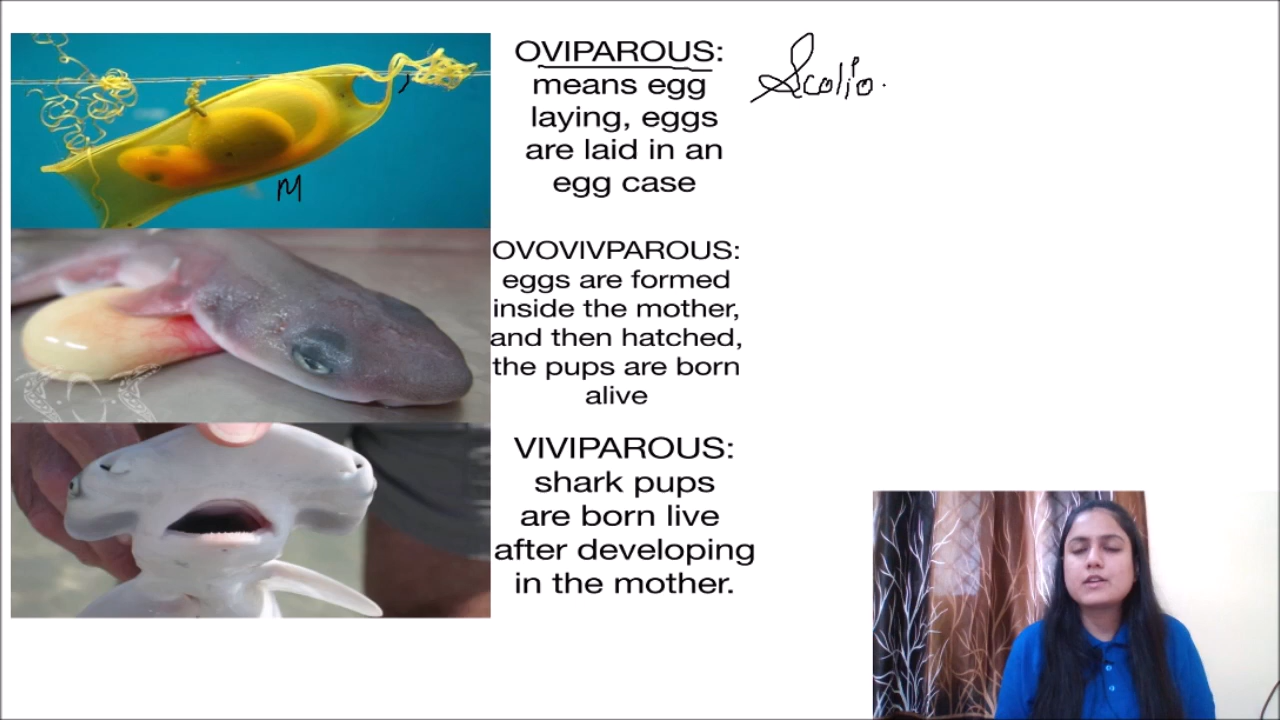 OVIPAROUS:
means egg
laying, eggs
are laid in an
egg case
Scolio.
M
OVOVIVPAROUS:
eggs are formed
inside the mother,
and then hatched,
the pups are born
alive
VIVIPAROUS:
shark pups
are born live
after developing
in the mother.